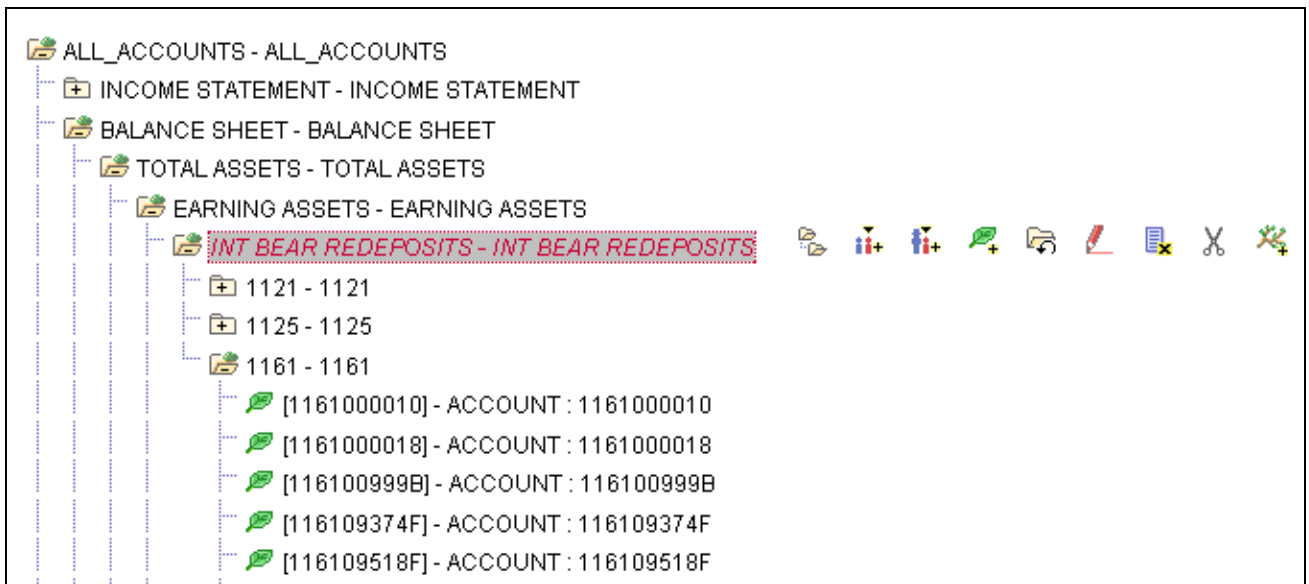 ALL_ACCOUNTS - ALL_ACCOUNTS
INCOME STATEMENT - INCOME STATEMENT
BALANCE SHEET - BALANCE SHEET
TOTAL ASSETS - TOTAL ASSETS
EARNING ASSETS - EARNING ASSETS
INT BEAR REDEPOSITS - INT BEAR REDEPOSITS
1121 - 1121
1125 - 1125
1161 - 1161
[1161000010] - ACCOUNT : 1161000010
[1161000018] - ACCOUNT : 1161000018
[116100999B] - ACCOUNT : 116100999B
[116109374F] - ACCOUNT : 116109374F
[116109518F] - ACCOUNT : 116109518F